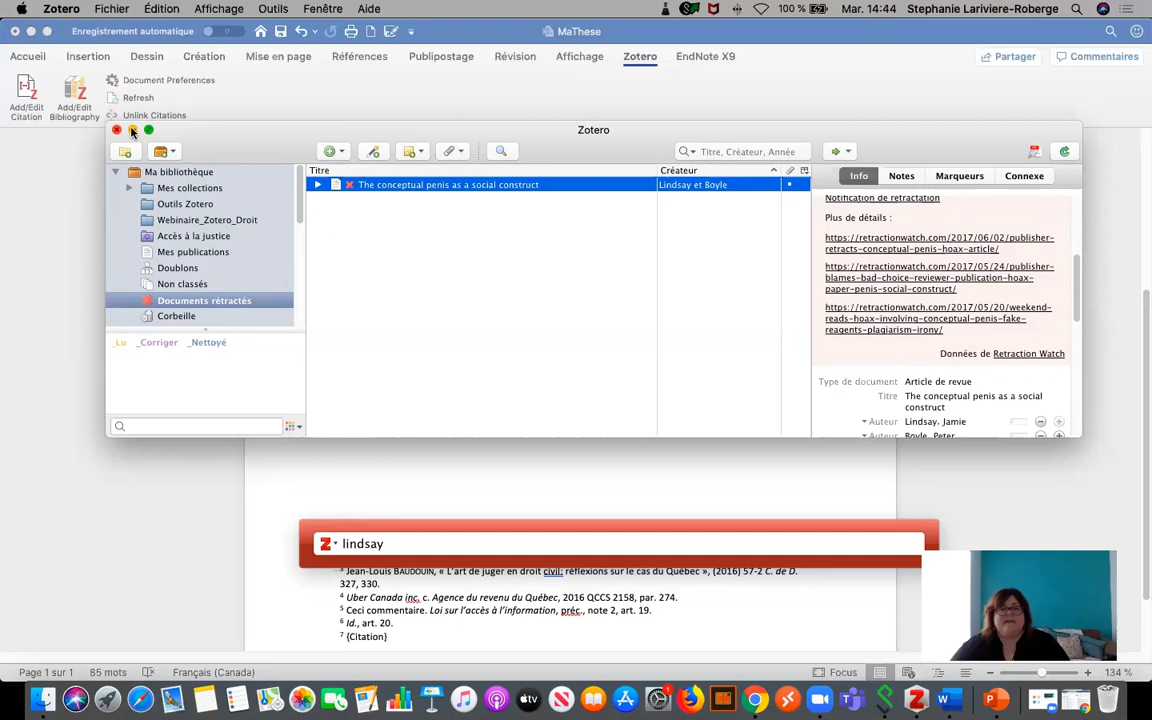 Zotero Fichier Édition Affichage Outils Fenêtre Aide 100 % Mar. 14:44 Stephanie Lariviere-Roberge
Enregistrement automatique MaThese
Accueil Insertion Dessin Création Mise en page Références Publipostage Révision Affichage Zotero EndNote X9 Partager Commentaires
Add/Edit Citation
Add/Edit Bibliography
Document Preferences
Refresh
Unlink Citations
Zotero
Titre, Créateur, Année
Ma bibliothèque
Mes collections
Outils Zotero
Webinaire_Zotero_Droit
Accès à la justice
Mes publications
Doublons
Non classés
Documents rétractés
Corbeille
_Lu _Corriger _Nettoyé
Titre Créateur
The conceptual penis as a social construct Lindsay et Boyle
Info Notes Marqueurs Connexe
Notification de rétractation
Plus de détails :
https://retractionwatch.com/2017/06/02/publisher-
retracts-conceptual-penis-hoax-article/
https://retractionwatch.com/2017/05/24/publisher-
blames-bad-choice-reviewer-publication-hoax-
paper-penis-social-construct/
https://retractionwatch.com/2017/05/20/weekend-
reads-hoax-involving-conceptual-penis-fake-
reagents-plagiarism-irony/
Données de Retraction Watch
Type de document Article de revue
Titre The conceptual penis as a social
construct
Auteur Lindsay, Jamie
Auteur Boyle, Peter
Z lindsay
3 Jean-Louis BAUDOUIN, « L'art de juger en droit civil: réflexions sur le cas du Québec », (2016) 57-2 C. de D.
327, 330.
4 Uber Canada inc. c. Agence du revenu du Québec, 2016 QCCS 2158, par. 274.
5 Ceci commentaire. Loi sur l'accès à l'information, préc., note 2, art. 19.
6 Id., art. 20.
7 {Citation}
Page 1 sur 1 85 mots Français (Canada) Focus 134 %